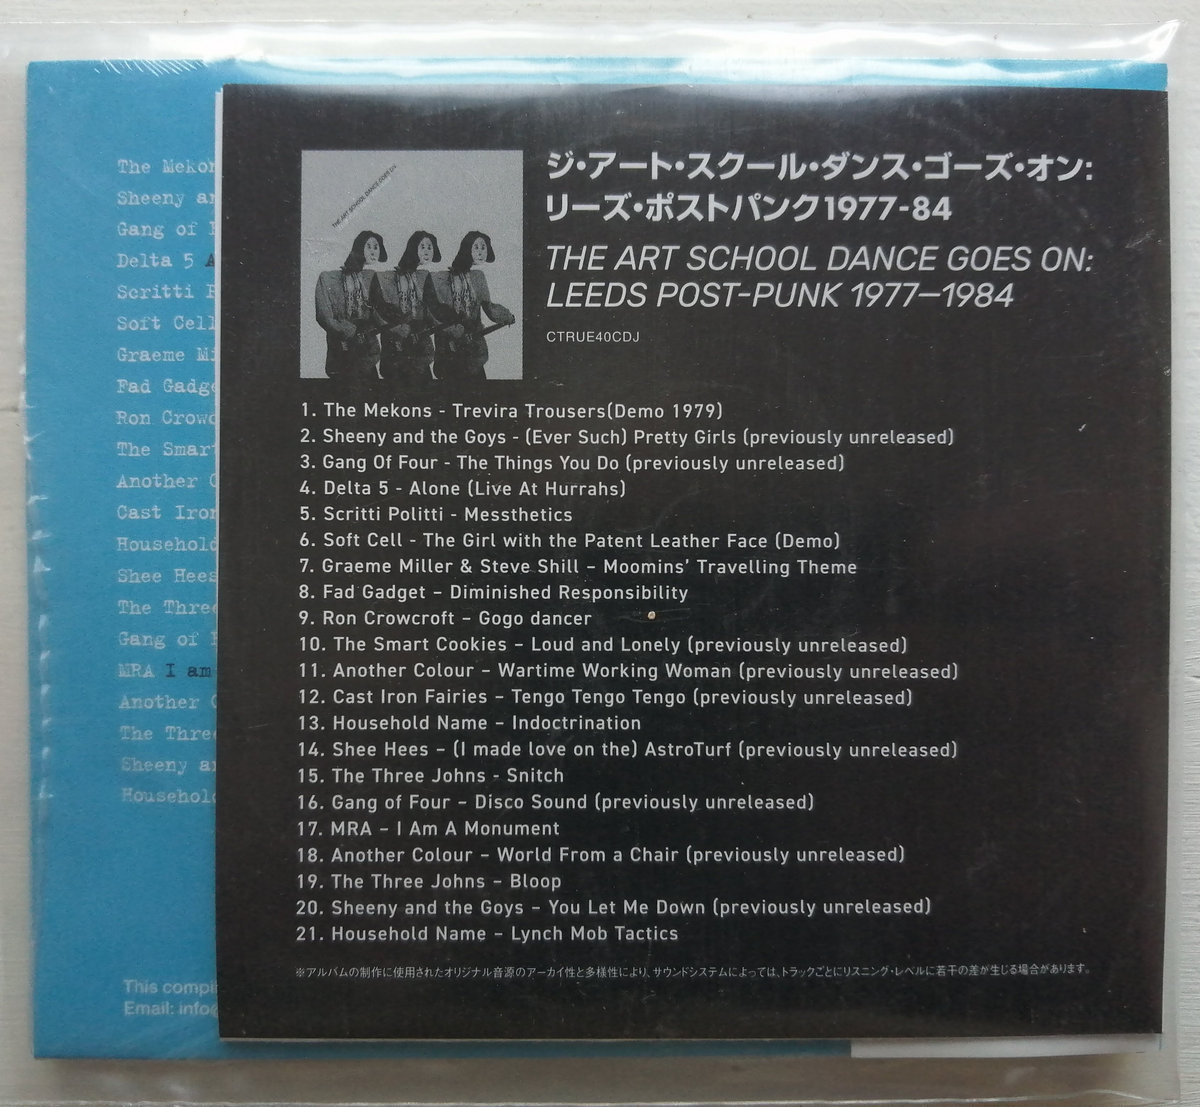 The Mekon
Sheeny an
Gang of
Delta 5
Scritti
Soft Cell
Graeme Mi
Fad Gadge
Ron Crowc
The Smart
Another
Cast Iron
Household
Shee Hees
The Three
Gang of
MRA I am
Another
The Three
Sheeny an
Household
This compi
Email: info@
THE ART SCHOOL DANCE GOES ON
ジ・アート・スクール・ダンス・ゴーズ・オン:
リーズ・ポストパンク1977-84
THE ART SCHOOL DANCE GOES ON:
LEEDS POST-PUNK 1977–1984
CTRUE40CDJ
1. The Mekons - Trevira Trousers(Demo 1979)
2. Sheeny and the Goys - (Ever Such) Pretty Girls (previously unreleased)
3. Gang Of Four - The Things You Do (previously unreleased)
4. Delta 5 - Alone (Live At Hurrahs)
5. Scritti Politti - Messthetics
6. Soft Cell - The Girl with the Patent Leather Face (Demo)
7. Graeme Miller & Steve Shill – Moomins’ Travelling Theme
8. Fad Gadget – Diminished Responsibility
9. Ron Crowcroft – Gogo dancer
10. The Smart Cookies – Loud and Lonely (previously unreleased)
11. Another Colour – Wartime Working Woman (previously unreleased)
12. Cast Iron Fairies – Tengo Tengo Tengo (previously unreleased)
13. Household Name – Indoctrination
14. Shee Hees – (I made love on the) AstroTurf (previously unreleased)
15. The Three Johns - Snitch
16. Gang of Four – Disco Sound (previously unreleased)
17. MRA – I Am A Monument
18. Another Colour – World From a Chair (previously unreleased)
19. The Three Johns – Bloop
20. Sheeny and the Goys – You Let Me Down (previously unreleased)
21. Household Name – Lynch Mob Tactics
※アルバムの制作に使用されたオリジナル音源のアーカイ性と多様性により、サウンドシステムによっては、トラックごとにリスニング・レベルに若干の差が生じる場合があります。